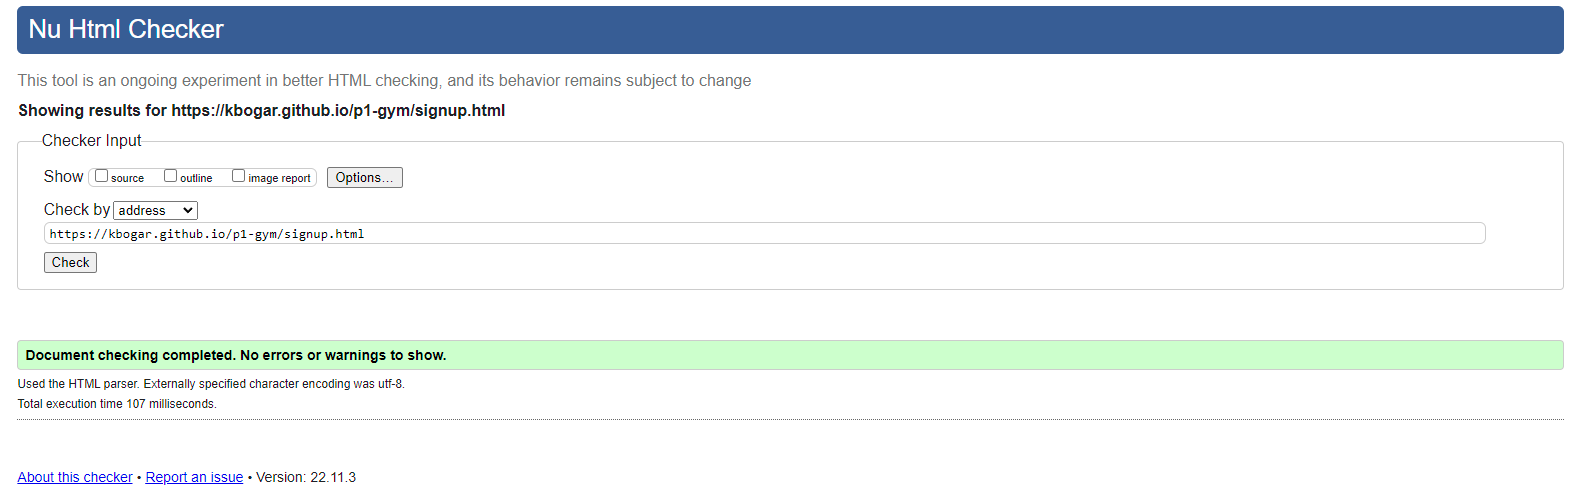 Nu Html Checker
This tool is an ongoing experiment in better HTML checking, and its behavior remains subject to change
Showing results for https://kbogar.github.io/p1-gym/signup.html
Checker Input
Show source outline image report Options...
Check by address
https://kbogar.github.io/p1-gym/signup.html
Check
Document checking completed. No errors or warnings to show.
Used the HTML parser. Externally specified character encoding was utf-8.
Total execution time 107 milliseconds.
About this checker • Report an issue • Version: 22.11.3